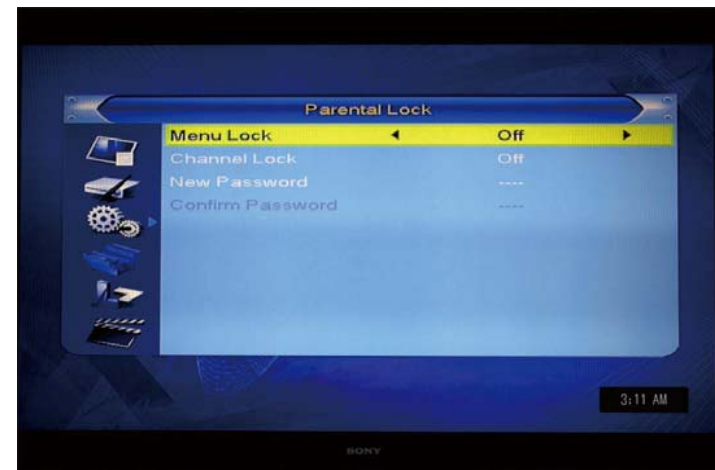 Parental Lock
Menu Lock ◄ Off ►
Channel Lock Off
New Password ----
Confirm Password ----
3:11 AM
SONY